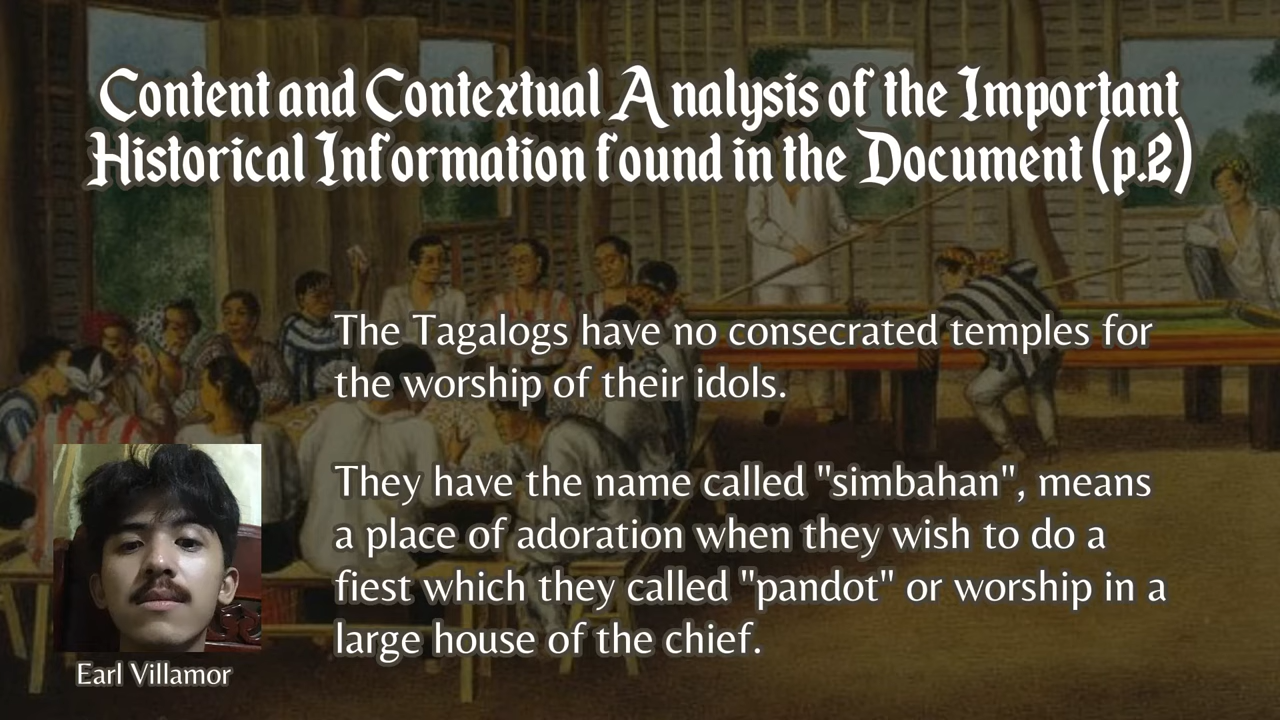 Content and Contextual Analysis of the Important
Historical Information found in the Document (p.2)
The Tagalogs have no consecrated temples for
the worship of their idols.
They have the name called "simbahan", means
a place of adoration when they wish to do a
fiest which they called "pandot" or worship in a
large house of the chief.
Earl Villamor